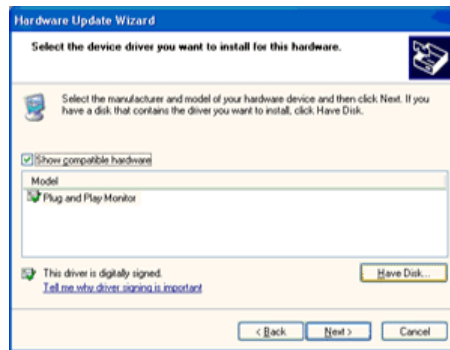 Hardware Update Wizard
Select the device driver you want to install for this hardware.
Select the manufacturer and model of your hardware device and then click Next. If you
have a disk that contains the driver you want to install, click Have Disk.
Show compatible hardware
Model
Plug and Play Monitor
This driver is digitally signed.
Have Disk...
Tell me why driver signing is important
< Back
Next >
Cancel